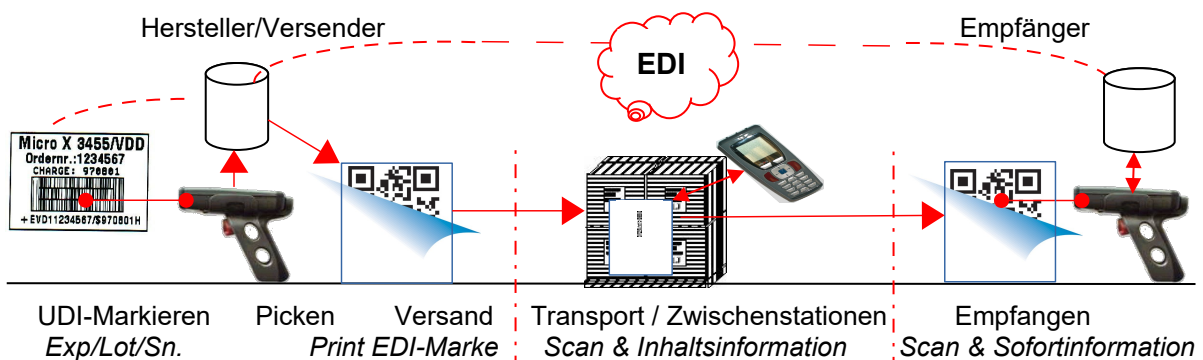 Hersteller/Versender
Empfänger
EDI
Micro X 3455/VDD
Ordernr.:1234567
CHARGE: 970801
+EVD11234567/$970801H
UDI-Markieren Picken Versand Transport / Zwischenstationen Empfangen
Exp/Lot/Sn. Print EDI-Marke Scan & Inhaltsinformation Scan & Sofortinformation